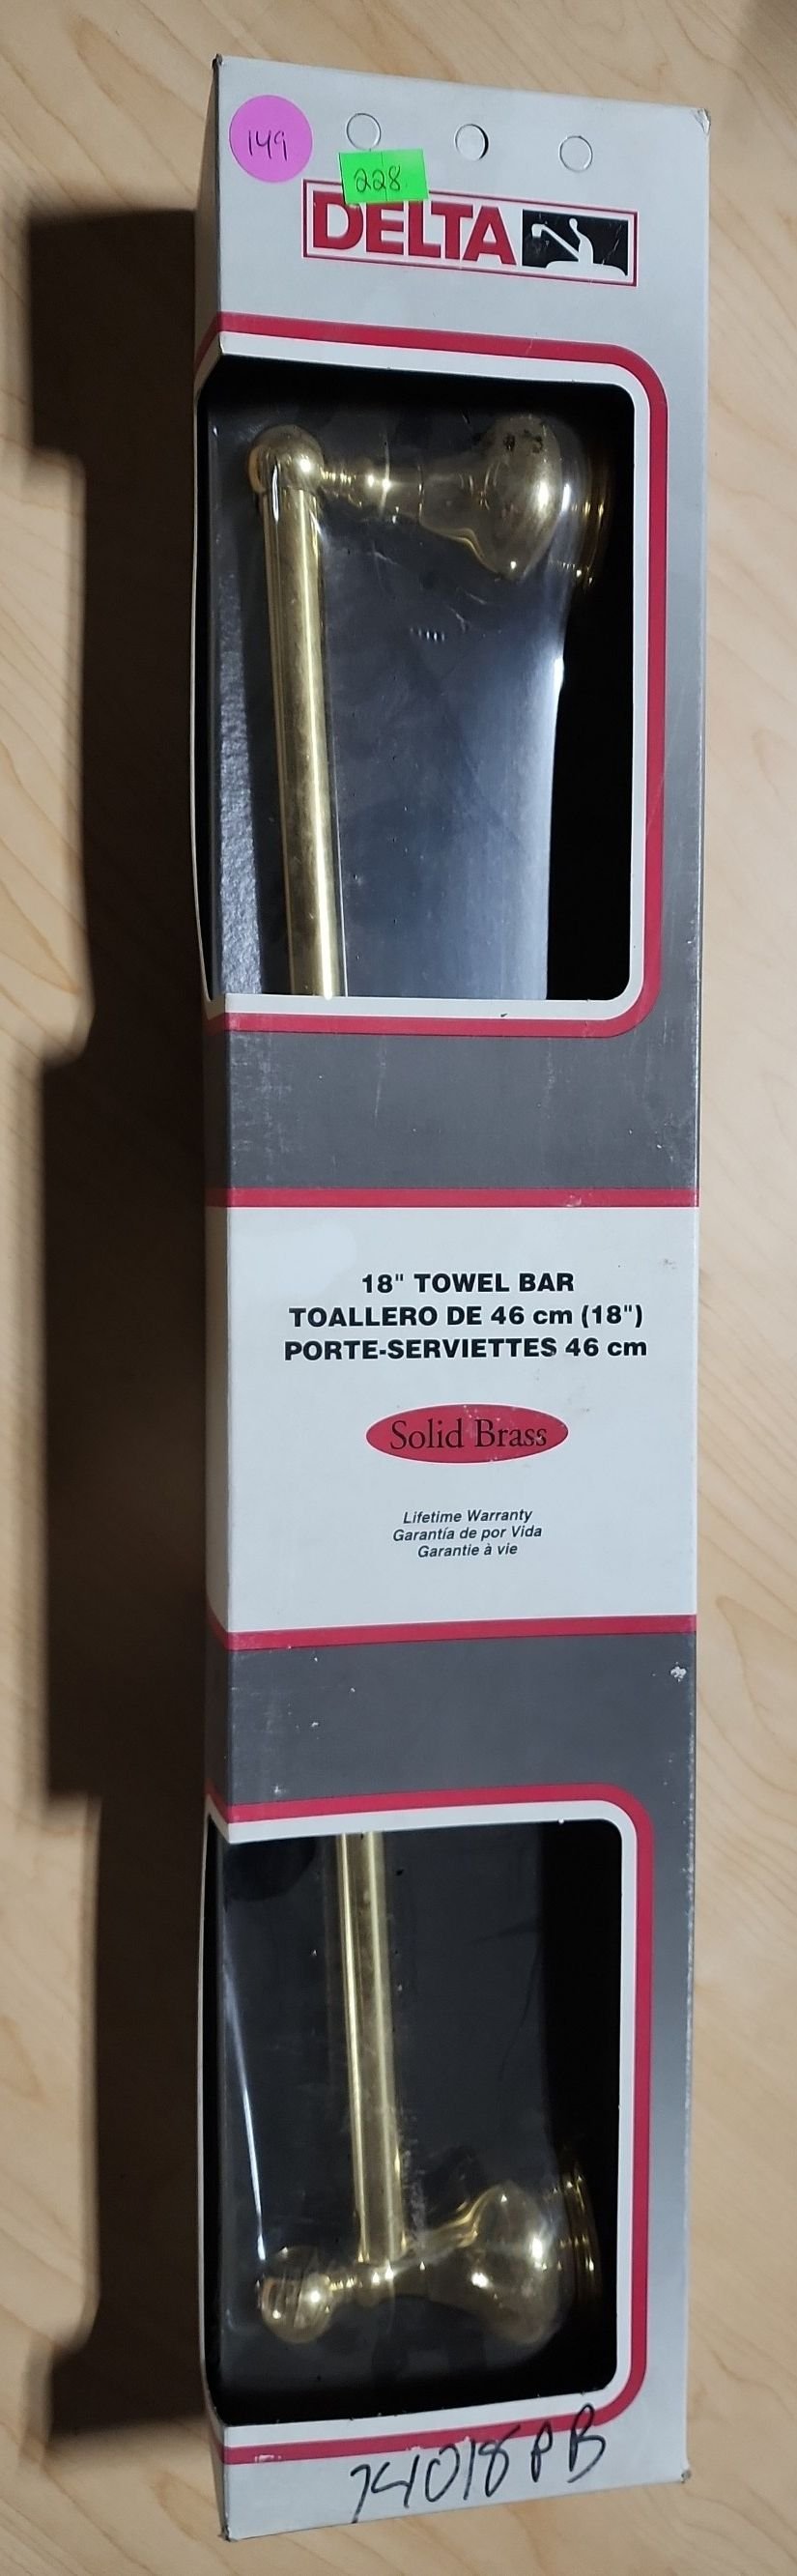 149
228
DELTA
18" TOWEL BAR
TOALLERO DE 46 cm (18")
PORTE-SERVIETTES 46 cm
Solid Brass
Lifetime Warranty
Garantía de por Vida
Garantie à vie
74018PB